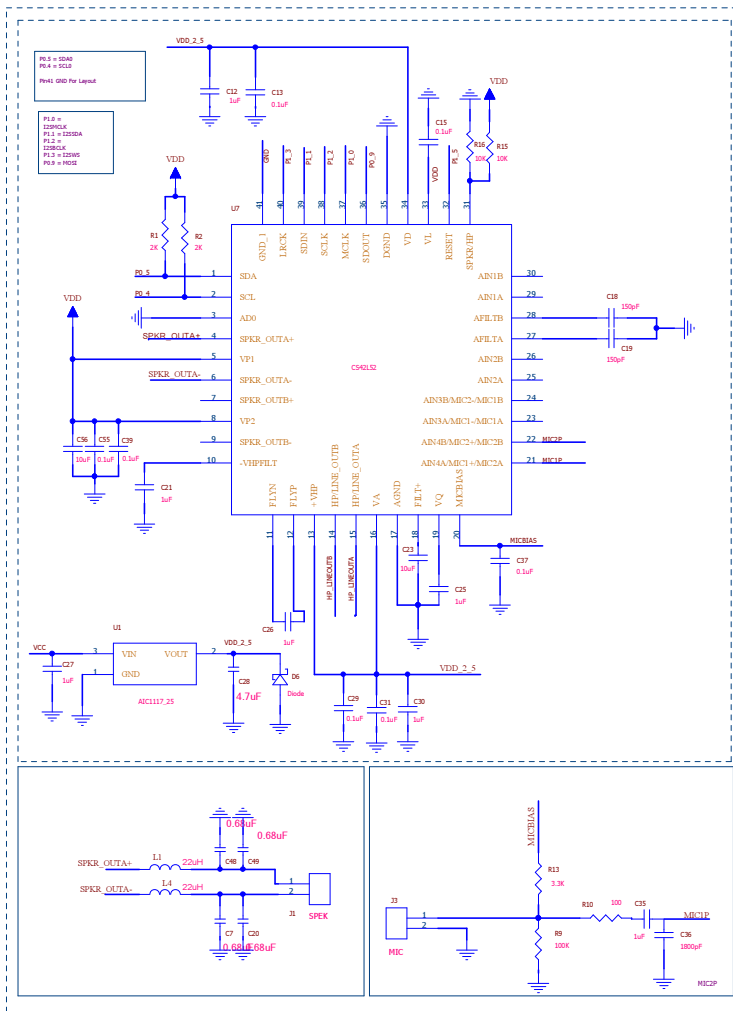 P0.5 = SDA0
P0.4 = SCL0
Pin41 GND For Layout
P1.0 =
I2SMCLK
P1.1 = I2SSDA
P1.2 =
I2SBCLK
P1.3 = I2SWS
P0.9 = MOSI
VDD_2_5
C12
1uF
C13
0.1uF
C15
0.1uF
VDD
R16
10K
R15
10K
VDD
GND
P1_3
P1_1
P1_2
P1_0
P0_9
VDD
P1_5
U7
41
40
39
38
37
36
35
34
33
32
31
GND_1
LRCK
SDIN
SCLK
MCLK
SDOUT
DGND
VD
VL
RESET
SPKR/HP
R1
2K
R2
2K
P0_5
1
SDA
P0_4
2
SCL
3
AD0
SPKR_OUTA+
4
SPKR_OUTA+
5
VP1
SPKR_OUTA-
6
SPKR_OUTA-
7
SPKR_OUTB+
8
VP2
9
SPKR_OUTB-
10
-VHPFILT
VDD
CS42L52
AIN1B
30
AIN1A
29
AFILTB
28
AFILTA
27
AIN2B
26
AIN2A
25
AIN3B/MIC2-/MIC1B
24
AIN3A/MIC1-/MIC1A
23
AIN4B/MIC2+/MIC2B
22
MIC2P
AIN4A/MIC1+/MIC2A
21
MIC1P
C18
150pF
C19
150pF
C56
10uF
C55
0.1uF
C39
0.1uF
C21
1uF
FLYN
FLYP
+VHP
HP/LINE_OUTB
HP/LINE_OUTA
VA
AGND
FILT+
VQ
MICBIAS
11
12
13
14
15
16
17
18
19
20
HP_LINEOUTB
HP_LINEOUTA
C23
10uF
C25
1uF
MICBIAS
C37
0.1uF
C26
1uF
U1
VCC
3
VIN
VOUT
2
VDD_2_5
1
GND
AIC1117_25
C27
1uF
C28
4.7uF
D6
Diode
VDD_2_5
C29
0.1uF
C31
0.1uF
C30
1uF
0.68uF
0.68uF
SPKR_OUTA+
L1
22uH
C48
C49
SPKR_OUTA-
L4
22uH
1
2
J1
SPEK
C7
C20
0.68uF
0.68uF
MICBIAS
R13
3.3K
J3
1
2
MIC
R10
100
C35
1uF
MIC1P
R9
100K
C36
1800pF
MIC2P